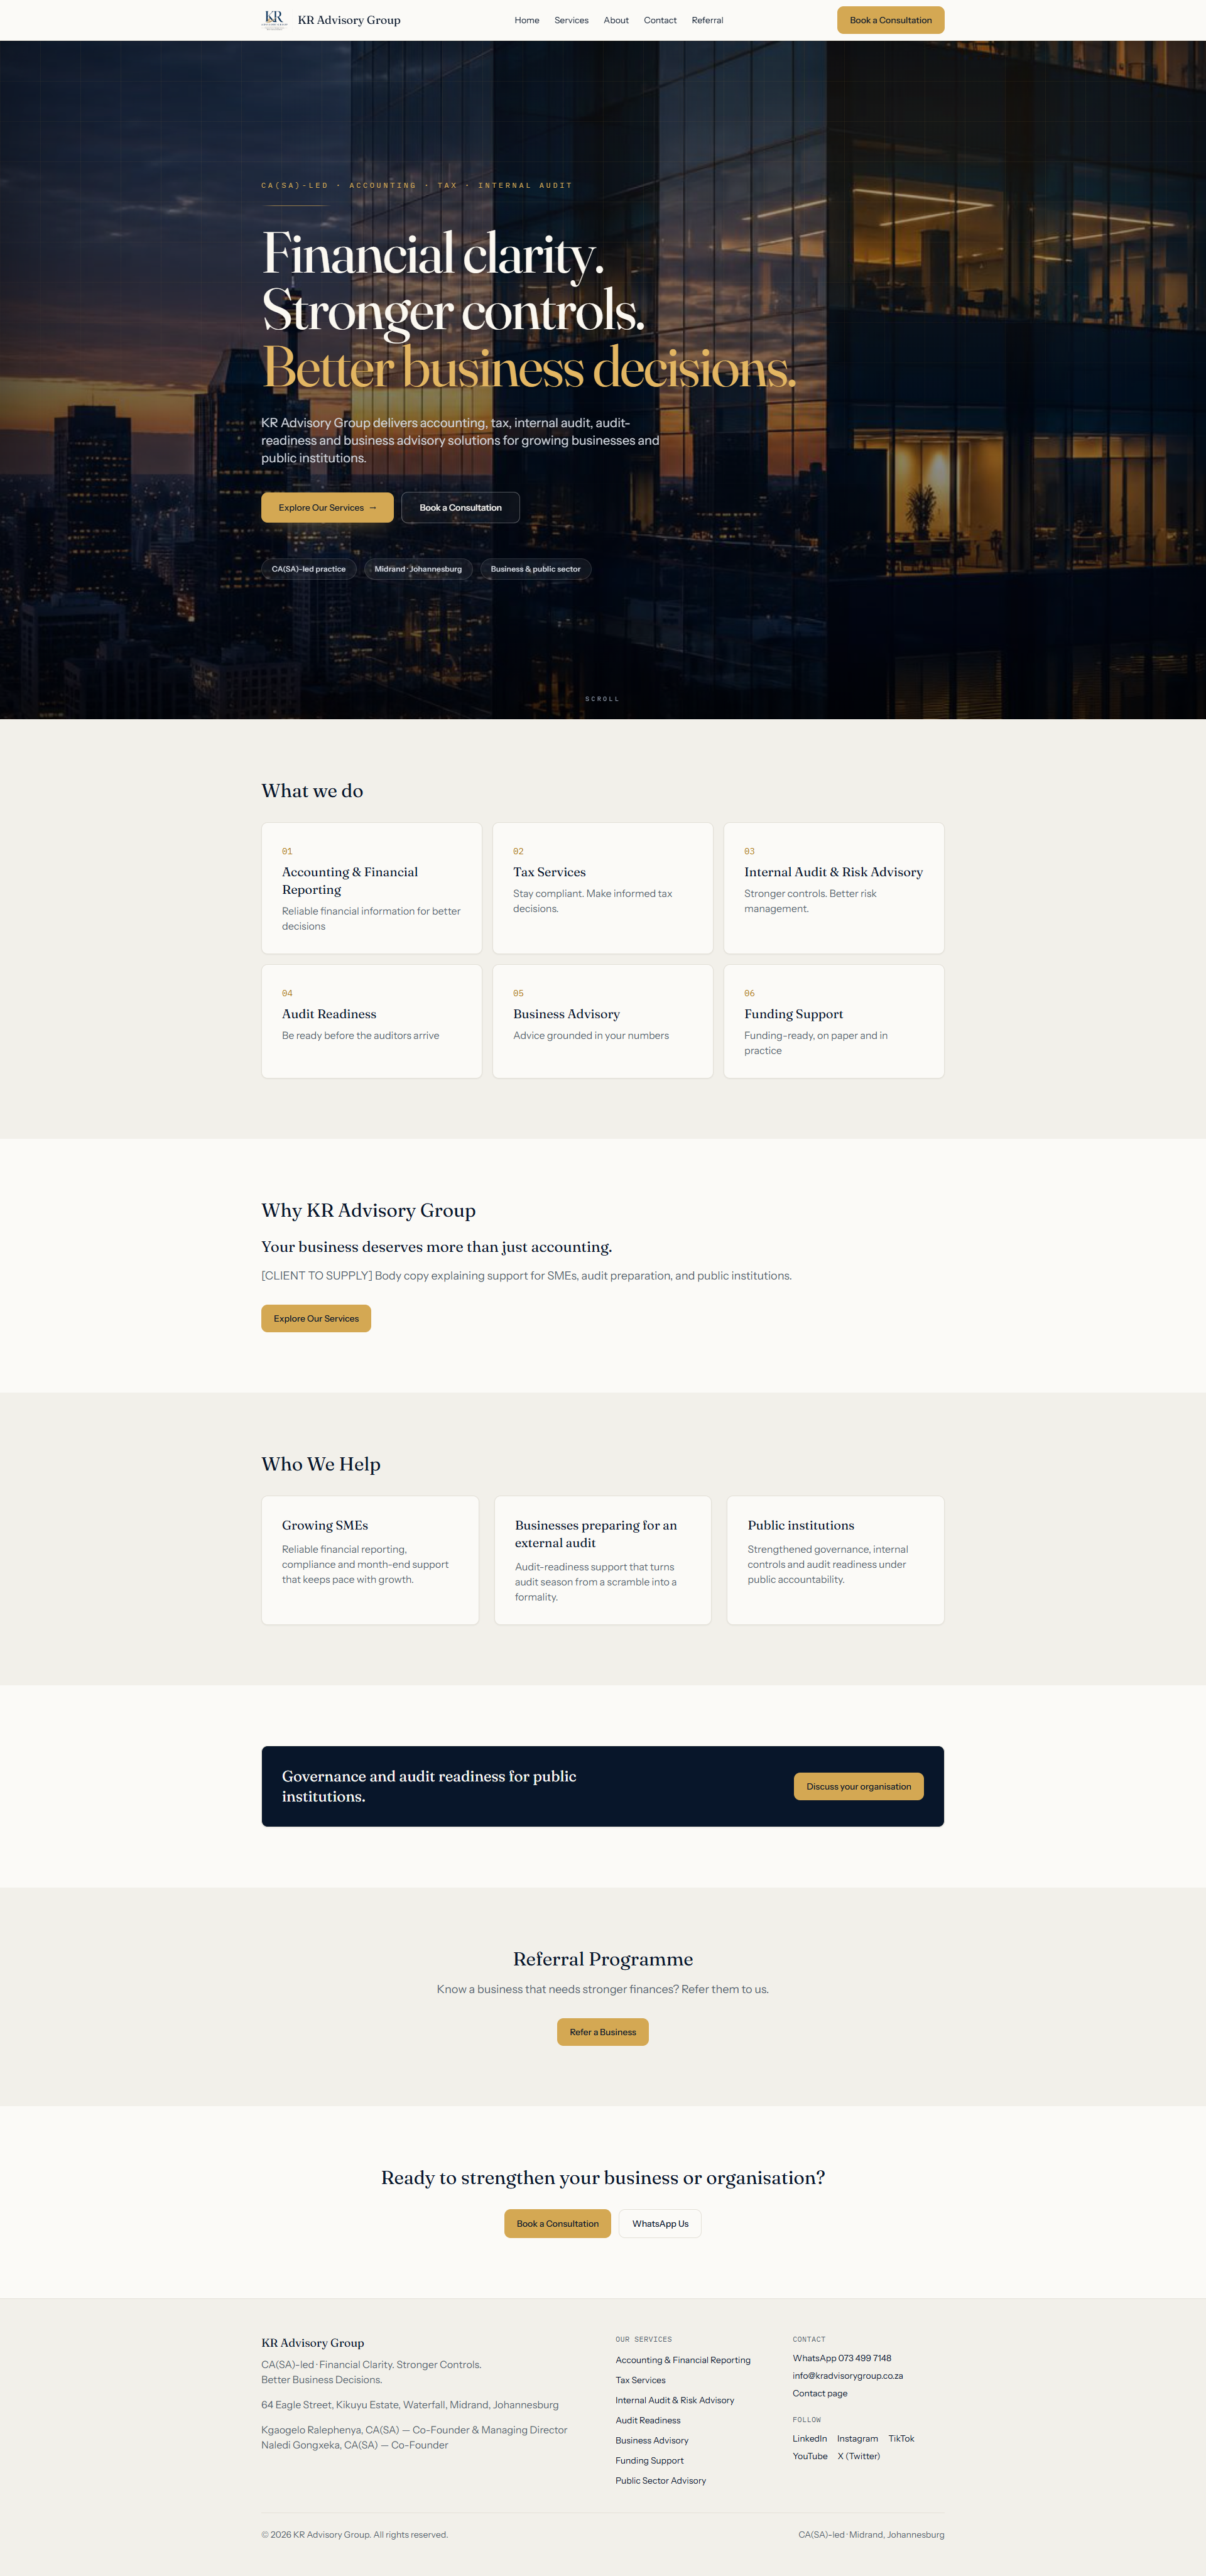 KR
KR Advisory Group
Home
Services
About
Contact
Referral
Book a Consultation
CA(SA)-LED · ACCOUNTING · TAX · INTERNAL AUDIT
Financial clarity.
Stronger controls.
Better business decisions.
KR Advisory Group delivers accounting, tax, internal audit, audit-
readiness and business advisory solutions for growing businesses and
public institutions.
Explore Our Services →
Book a Consultation
CA(SA)-led practice
Midrand · Johannesburg
Business & public sector
SCROLL
What we do
01
Accounting & Financial
Reporting
Reliable financial information for better
decisions
02
Tax Services
Stay compliant. Make informed tax
decisions.
03
Internal Audit & Risk Advisory
Stronger controls. Better risk
management.
04
Audit Readiness
Be ready before the auditors arrive
05
Business Advisory
Advice grounded in your numbers
06
Funding Support
Funding-ready, on paper and in
practice
Why KR Advisory Group
Your business deserves more than just accounting.
[CLIENT TO SUPPLY] Body copy explaining support for SMEs, audit preparation, and public institutions.
Explore Our Services
Who We Help
Growing SMEs
Reliable financial reporting,
compliance and month-end support
that keeps pace with growth.
Businesses preparing for an
external audit
Audit-readiness support that turns
audit season from a scramble into a
formality.
Public institutions
Strengthened governance, internal
controls and audit readiness under
public accountability.
Governance and audit readiness for public
institutions.
Discuss your organisation
Referral Programme
Know a business that needs stronger finances? Refer them to us.
Refer a Business
Ready to strengthen your business or organisation?
Book a Consultation
WhatsApp Us
KR Advisory Group
CA(SA)-led · Financial Clarity. Stronger Controls.
Better Business Decisions.
64 Eagle Street, Kikuyu Estate, Waterfall, Midrand, Johannesburg
Kgaogelo Ralephenya, CA(SA) — Co-Founder & Managing Director
Naledi Gongxeka, CA(SA) — Co-Founder
OUR SERVICES
Accounting & Financial Reporting
Tax Services
Internal Audit & Risk Advisory
Audit Readiness
Business Advisory
Funding Support
Public Sector Advisory
CONTACT
WhatsApp 073 499 7148
info@kradvisorygroup.co.za
Contact page
FOLLOW
LinkedIn Instagram TikTok
YouTube X (Twitter)
© 2026 KR Advisory Group. All rights reserved.
CA(SA)-led · Midrand, Johannesburg